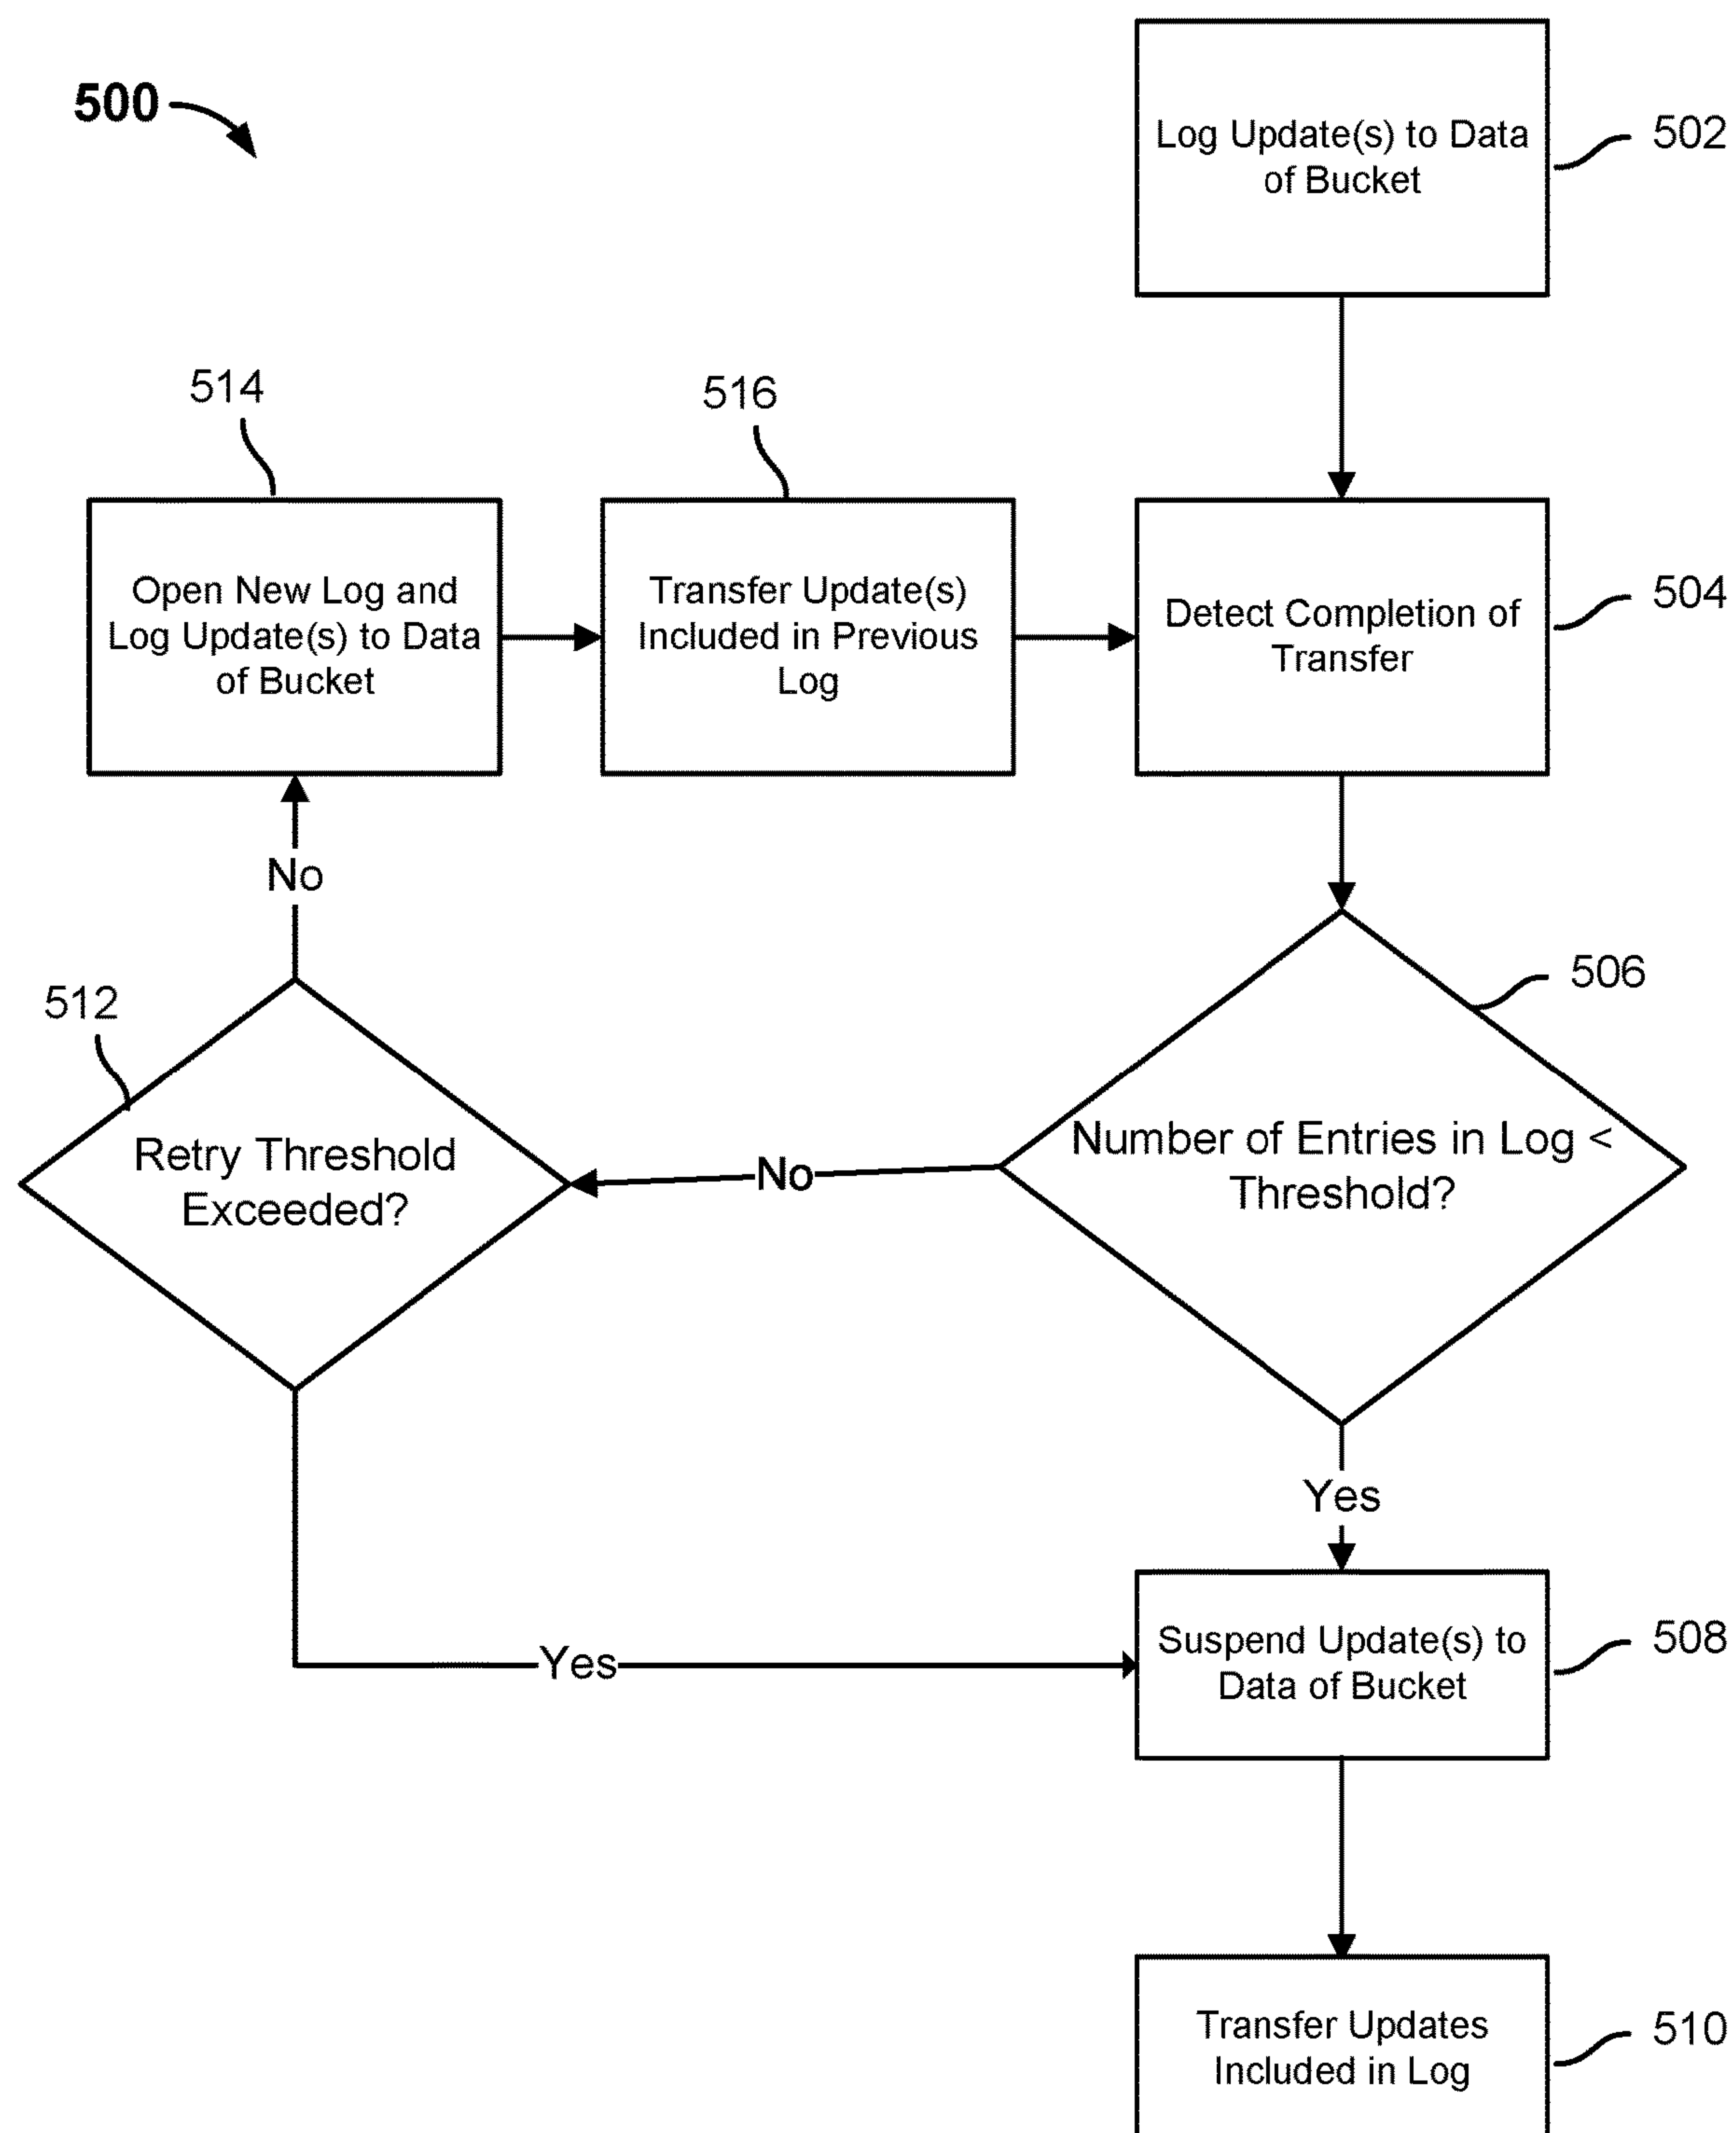 500
Log Update(s) to Data
of Bucket
502
514
516
Open New Log and
Log Update(s) to Data
of Bucket
Transfer Update(s)
Included in Previous
Log
Detect Completion of
Transfer
504
No
506
512
Retry Threshold
Exceeded?
No
Number of Entries in Log <
Threshold?
Yes
Yes
Suspend Update(s) to
Data of Bucket
508
Transfer Updates
Included in Log
510